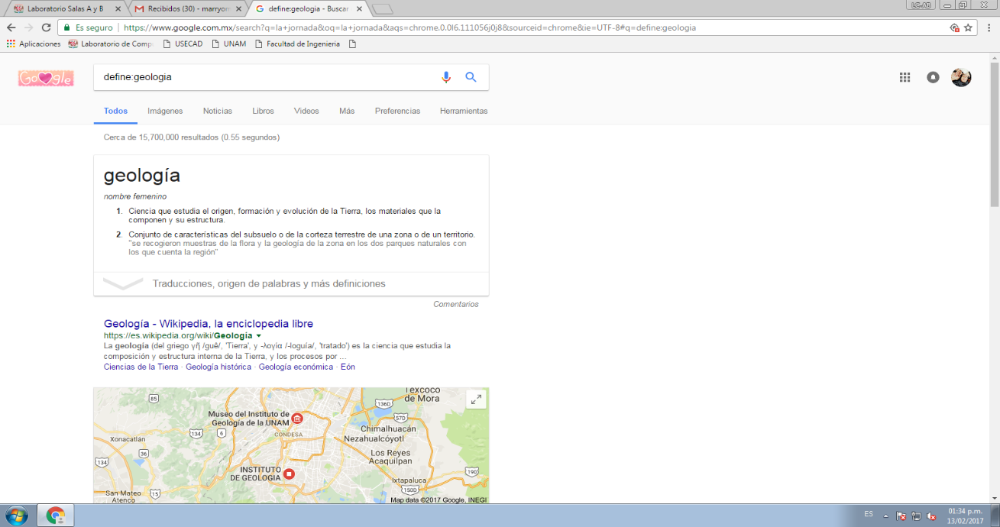 Laboratorio Salas A y B
Recibidos (30) - marryom
define:geologia - Buscar
LC-AB
Es seguro
https://www.google.com.mx/search?q=la+jornada&oq=la+jornada&aqs=chrome.0.0l6.111056j0j8&sourceid=chrome&ie=UTF-8#q=define:geologia
Aplicaciones
Laboratorio de Comp
USECAD
UNAM
Facultad de Ingenieria
Google
define:geologia
Todos
Imágenes
Noticias
Libros
Videos
Más
Preferencias
Herramientas
Cerca de 15,700,000 resultados (0.55 segundos)
geología
nombre femenino
1. Ciencia que estudia el origen, formación y evolución de la Tierra, los materiales que la
componen y su estructura.
2. Conjunto de características del subsuelo o de la corteza terrestre de una zona o de un territorio.
"se recogieron muestras de la flora y la geología de la zona en los dos parques naturales con
los que cuenta la región"
Traducciones, origen de palabras y más definiciones
Comentarios
Geología - Wikipedia, la enciclopedia libre
https://es.wikipedia.org/wiki/Geología
La geología (del griego γῆ /guê/, 'Tierra', y -λογία /-loguía/, 'tratado') es la ciencia que estudia la
composición y estructura interna de la Tierra, y los procesos por ...
Ciencias de la Tierra · Geología histórica · Geología económica · Eón
Texcoco
de Mora
85
136D
Museo del Instituto de
Geología de la UNAM
57D
CONDESA
134
6
Chimalhuacán
Nezahualcóyotl
Xonacatlán
36
Los Reyes
Acaquilpan
134
INSTITUTO
DE GEOLOGIA
190
Ixtapaluca
150D
San Mateo
Atenco
15
Map data ©2017 Google, INEGI
ES
01:34 p.m.
13/02/2017